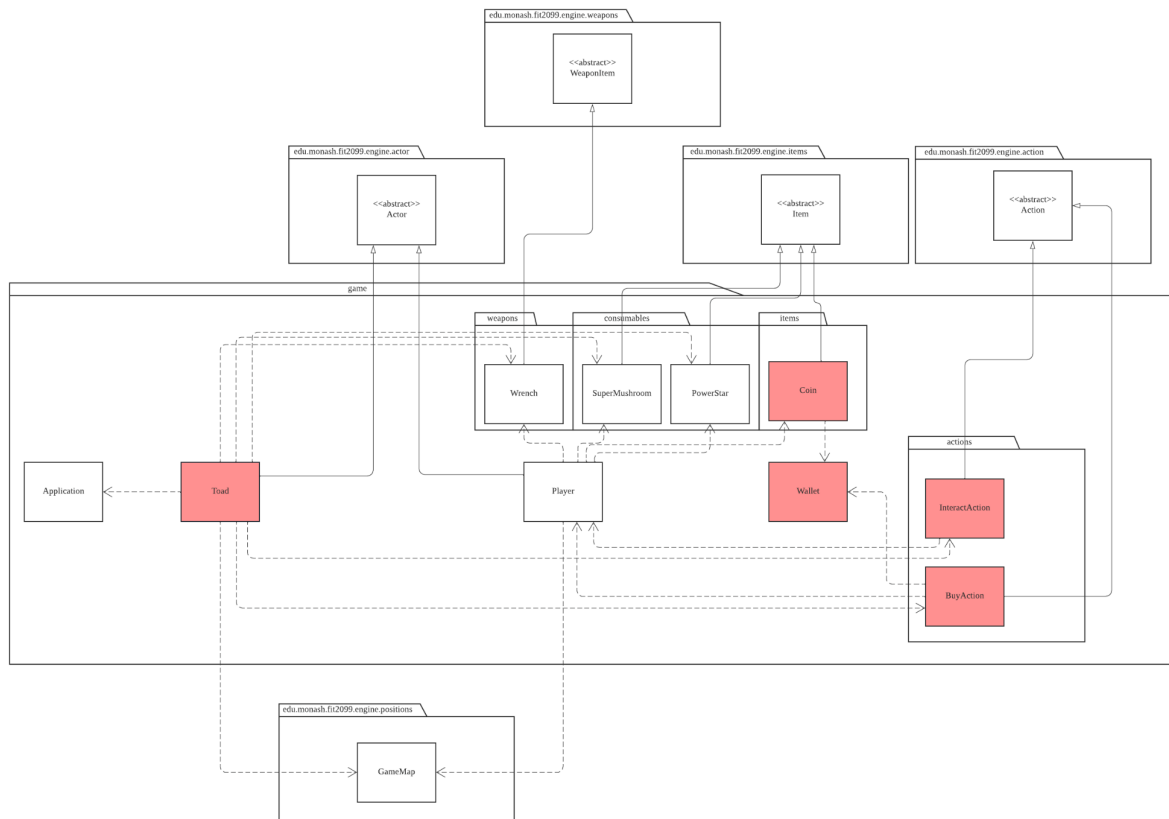 edu.monash.fit2099.engine.weapons
<<abstract>>
WeaponItem
edu.monash.fit2099.engine.actor
<<abstract>>
Actor
edu.monash.fit2099.engine.items
<<abstract>>
Item
edu.monash.fit2099.engine.action
<<abstract>>
Action
game
weapons
consumables
items
Wrench
SuperMushroom
PowerStar
Coin
actions
Application
Toad
Player
Wallet
InteractAction
BuyAction
edu.monash.fit2099.engine.positions
GameMap